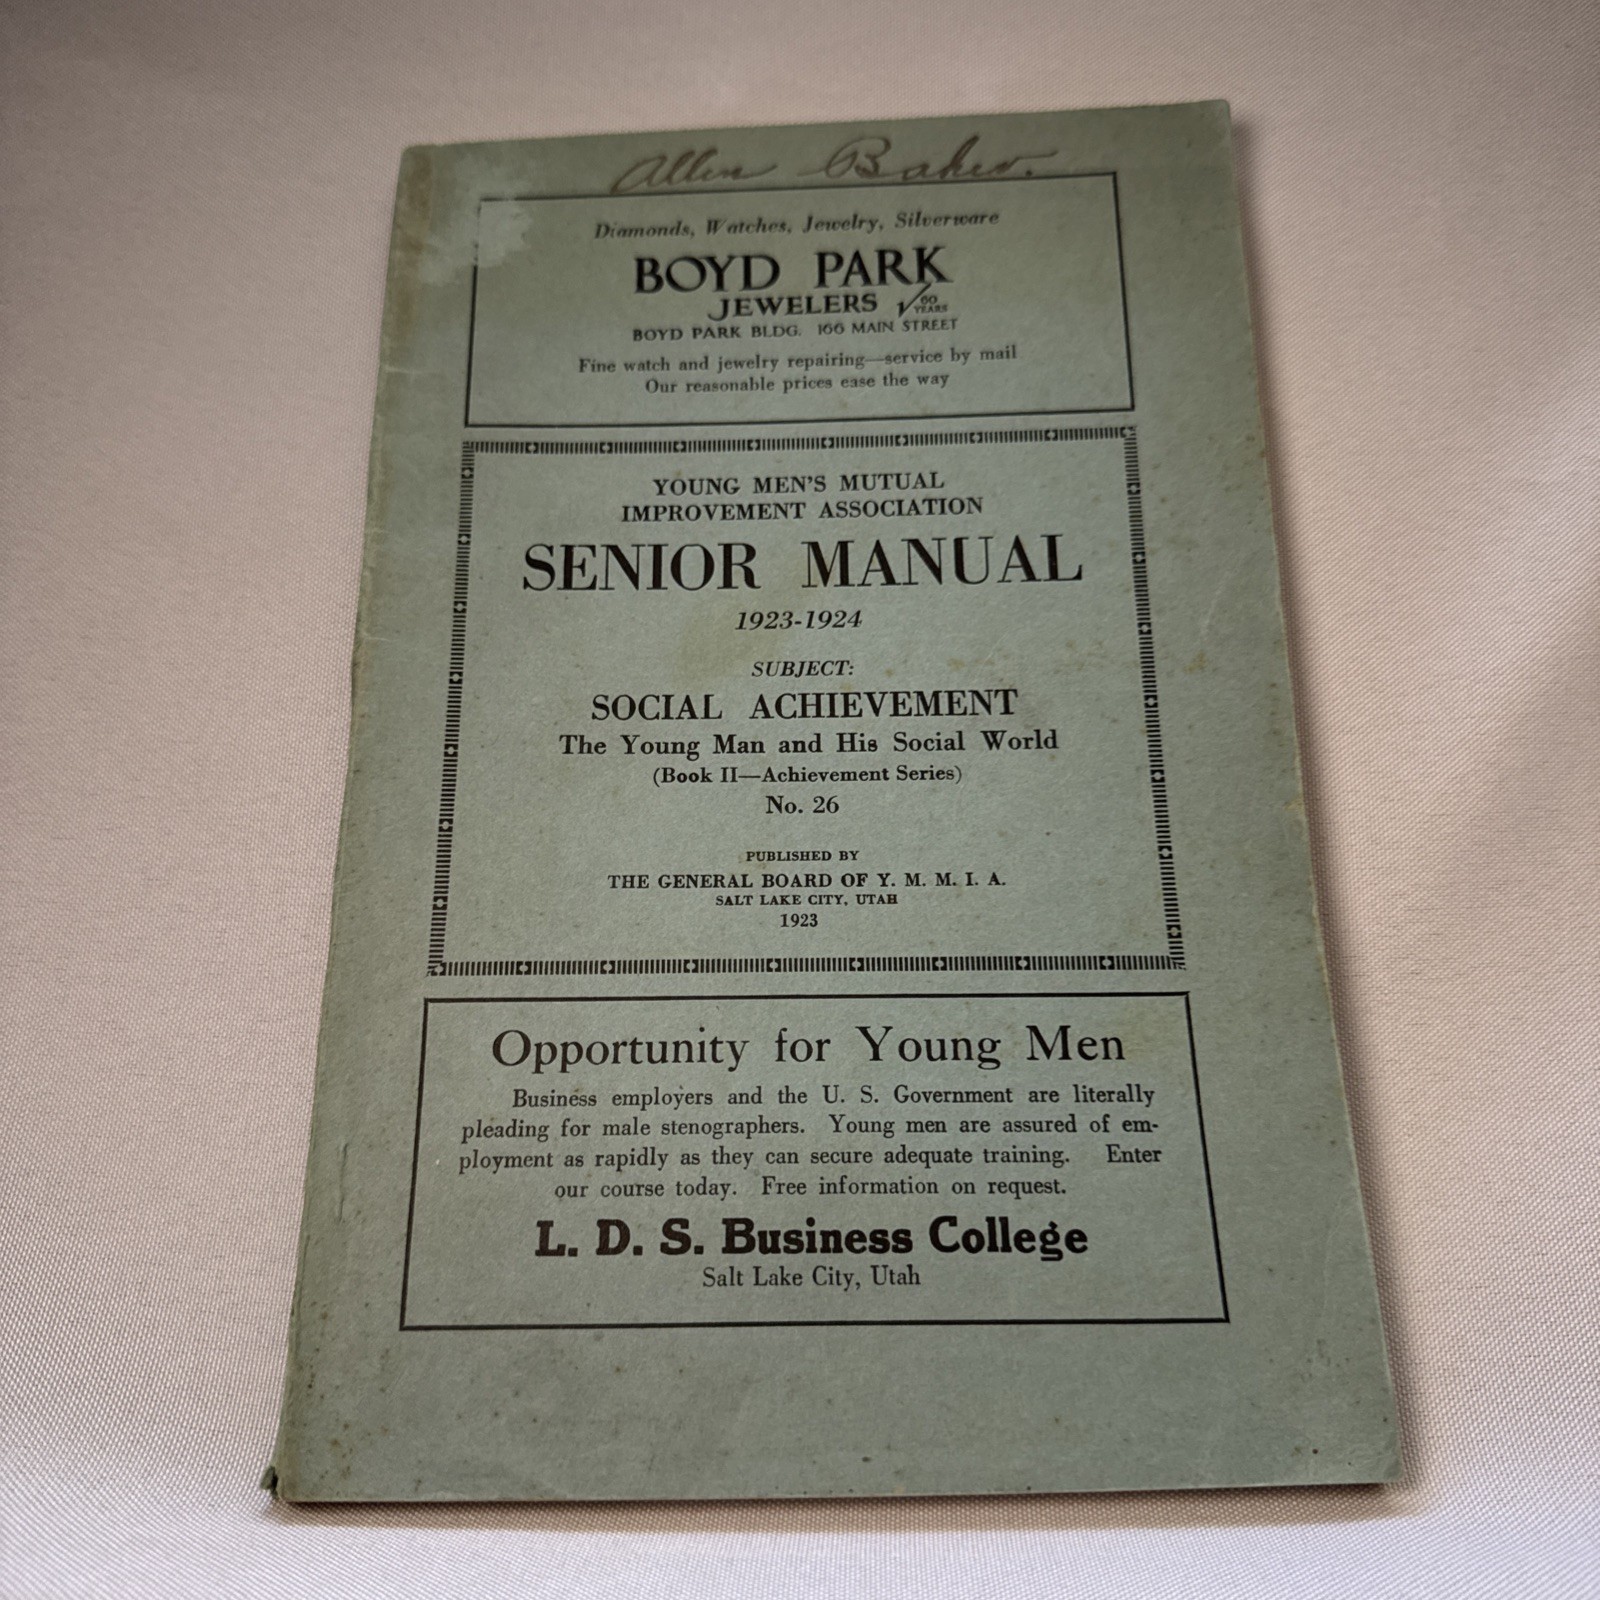 Allen Baker.
Diamonds, Watches, Jewelry, Silverware
BOYD PARK
JEWELERS 60 YEARS
BOYD PARK BLDG. 166 MAIN STREET
Fine watch and jewelry repairing—service by mail
Our reasonable prices ease the way
YOUNG MEN'S MUTUAL
IMPROVEMENT ASSOCIATION
SENIOR MANUAL
1923-1924
SUBJECT:
SOCIAL ACHIEVEMENT
The Young Man and His Social World
(Book II—Achievement Series)
No. 26
PUBLISHED BY
THE GENERAL BOARD OF Y. M. M. I. A.
SALT LAKE CITY, UTAH
1923
Opportunity for Young Men
Business employers and the U. S. Government are literally
pleading for male stenographers. Young men are assured of em-
ployment as rapidly as they can secure adequate training. Enter
our course today. Free information on request.
L. D. S. Business College
Salt Lake City, Utah